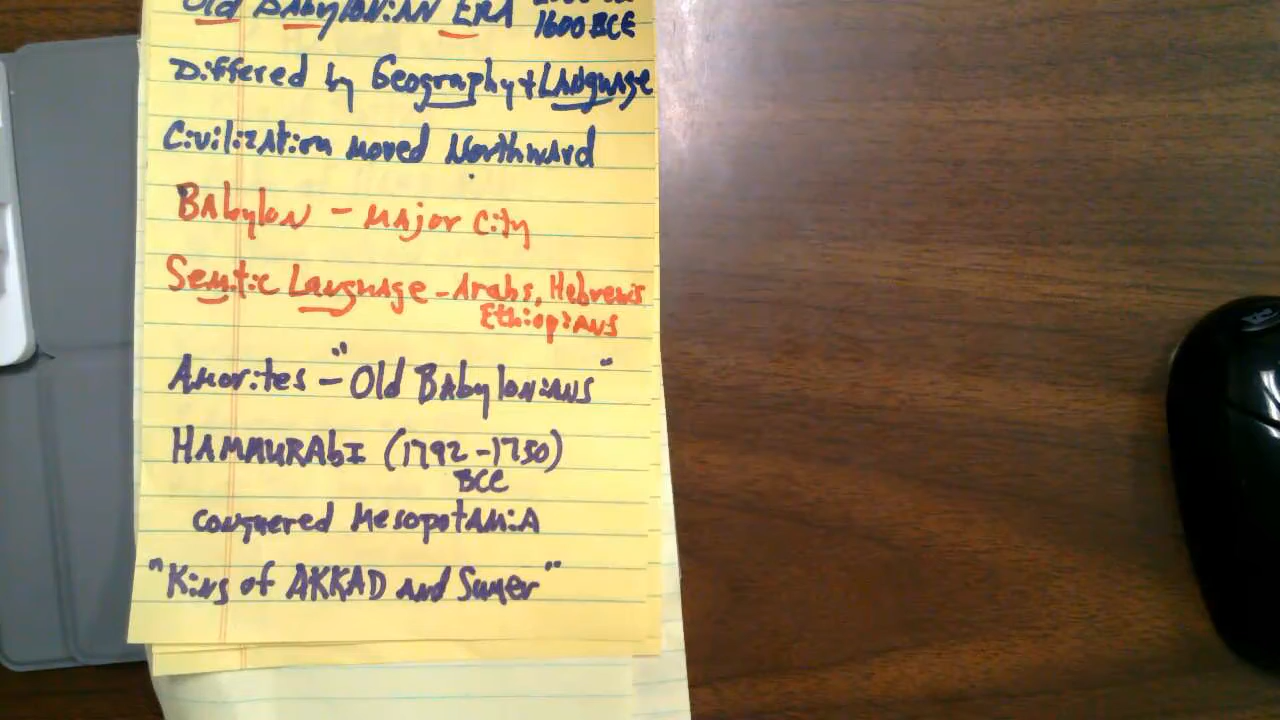 Old Babylonian Era
1600 BCE
Differed by Geography + Language
Civilization moved Northward
Babylon - Major City
Semitic Language - Arabs, Hebrews
Ethiopians
Amorites - "Old Babylonians"
HAMMURAbI (1792-1750)
BCE
conquered Mesopotamia
"King of AKKAD and Sumer"